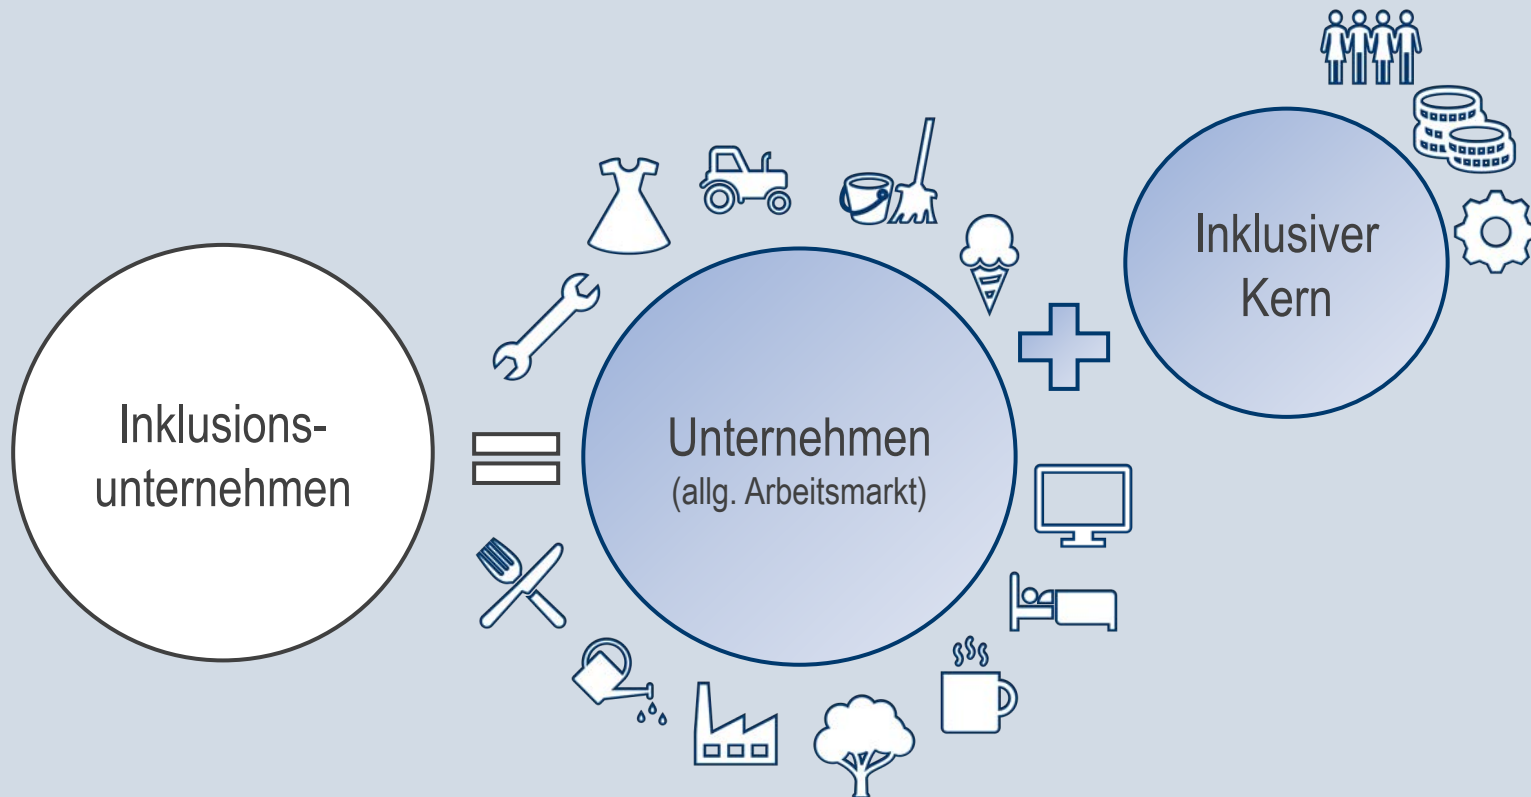 Inklusions-
unternehmen
Unternehmen
(allg. Arbeitsmarkt)
Inklusiver
Kern